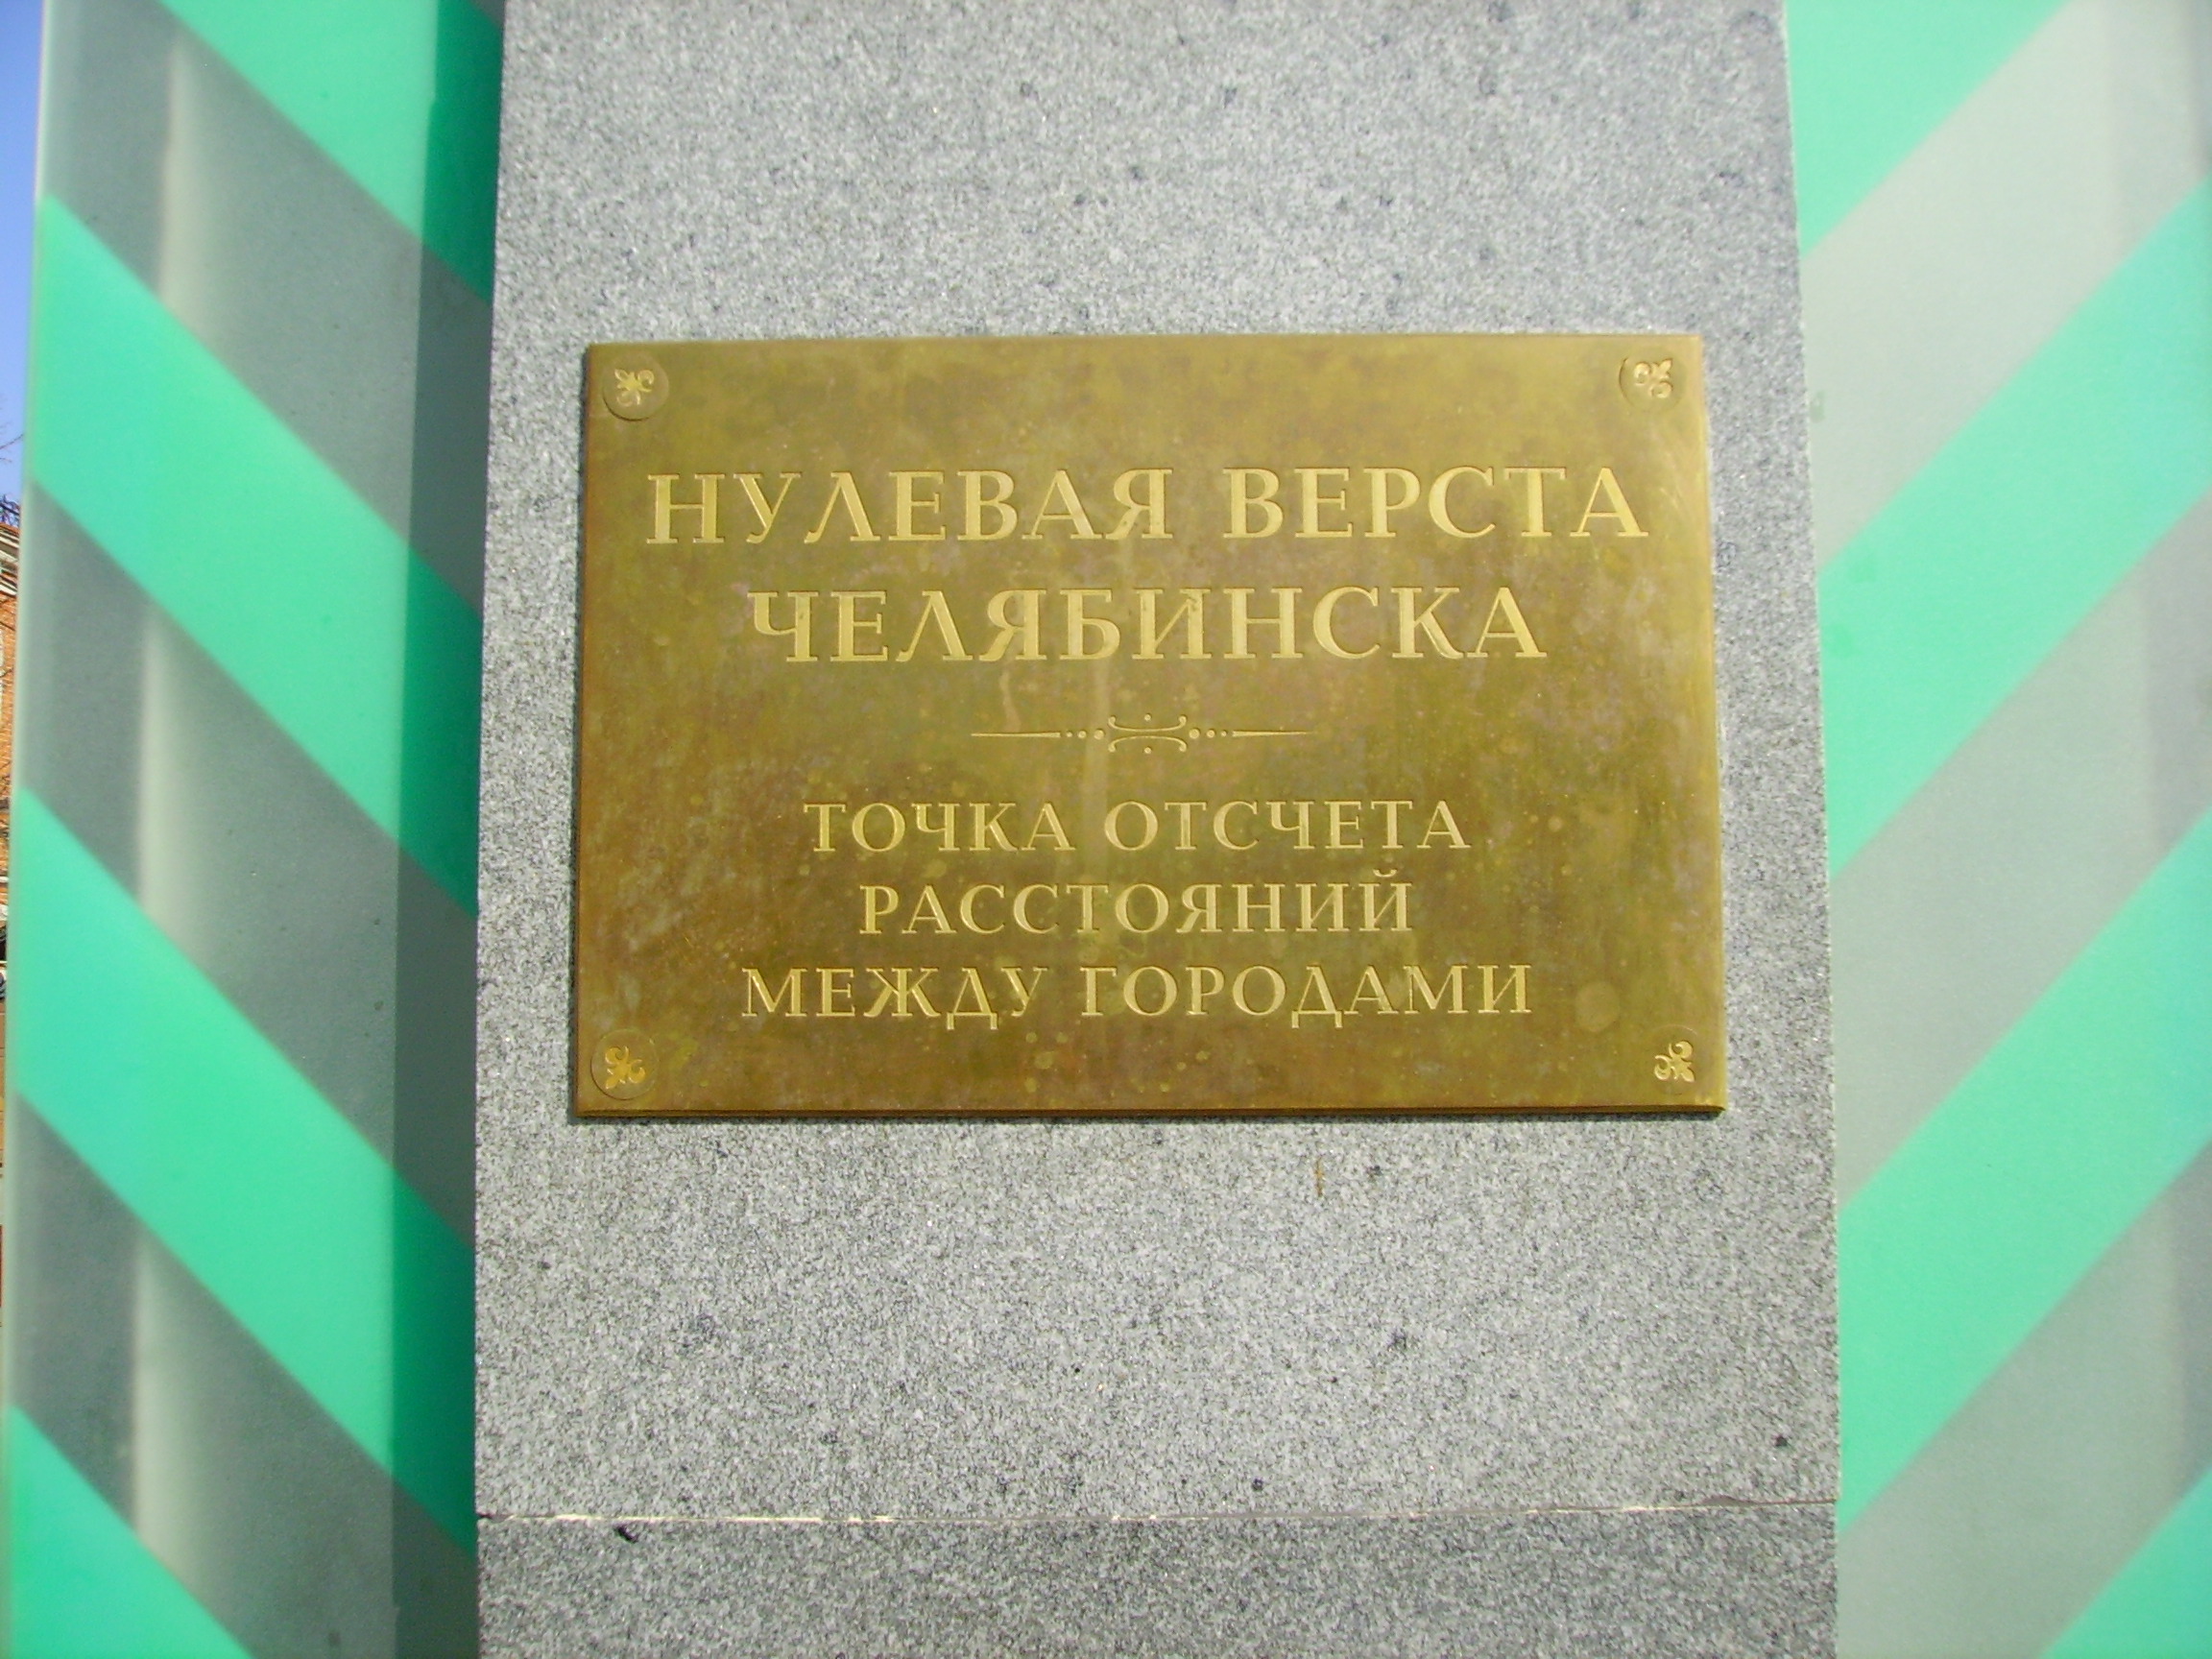 НУЛЕВАЯ ВЕРСТА
ЧЕЛЯБИНСКА
ТОЧКА ОТСЧЕТА
РАССТОЯНИЙ
МЕЖДУ ГОРОДАМИ